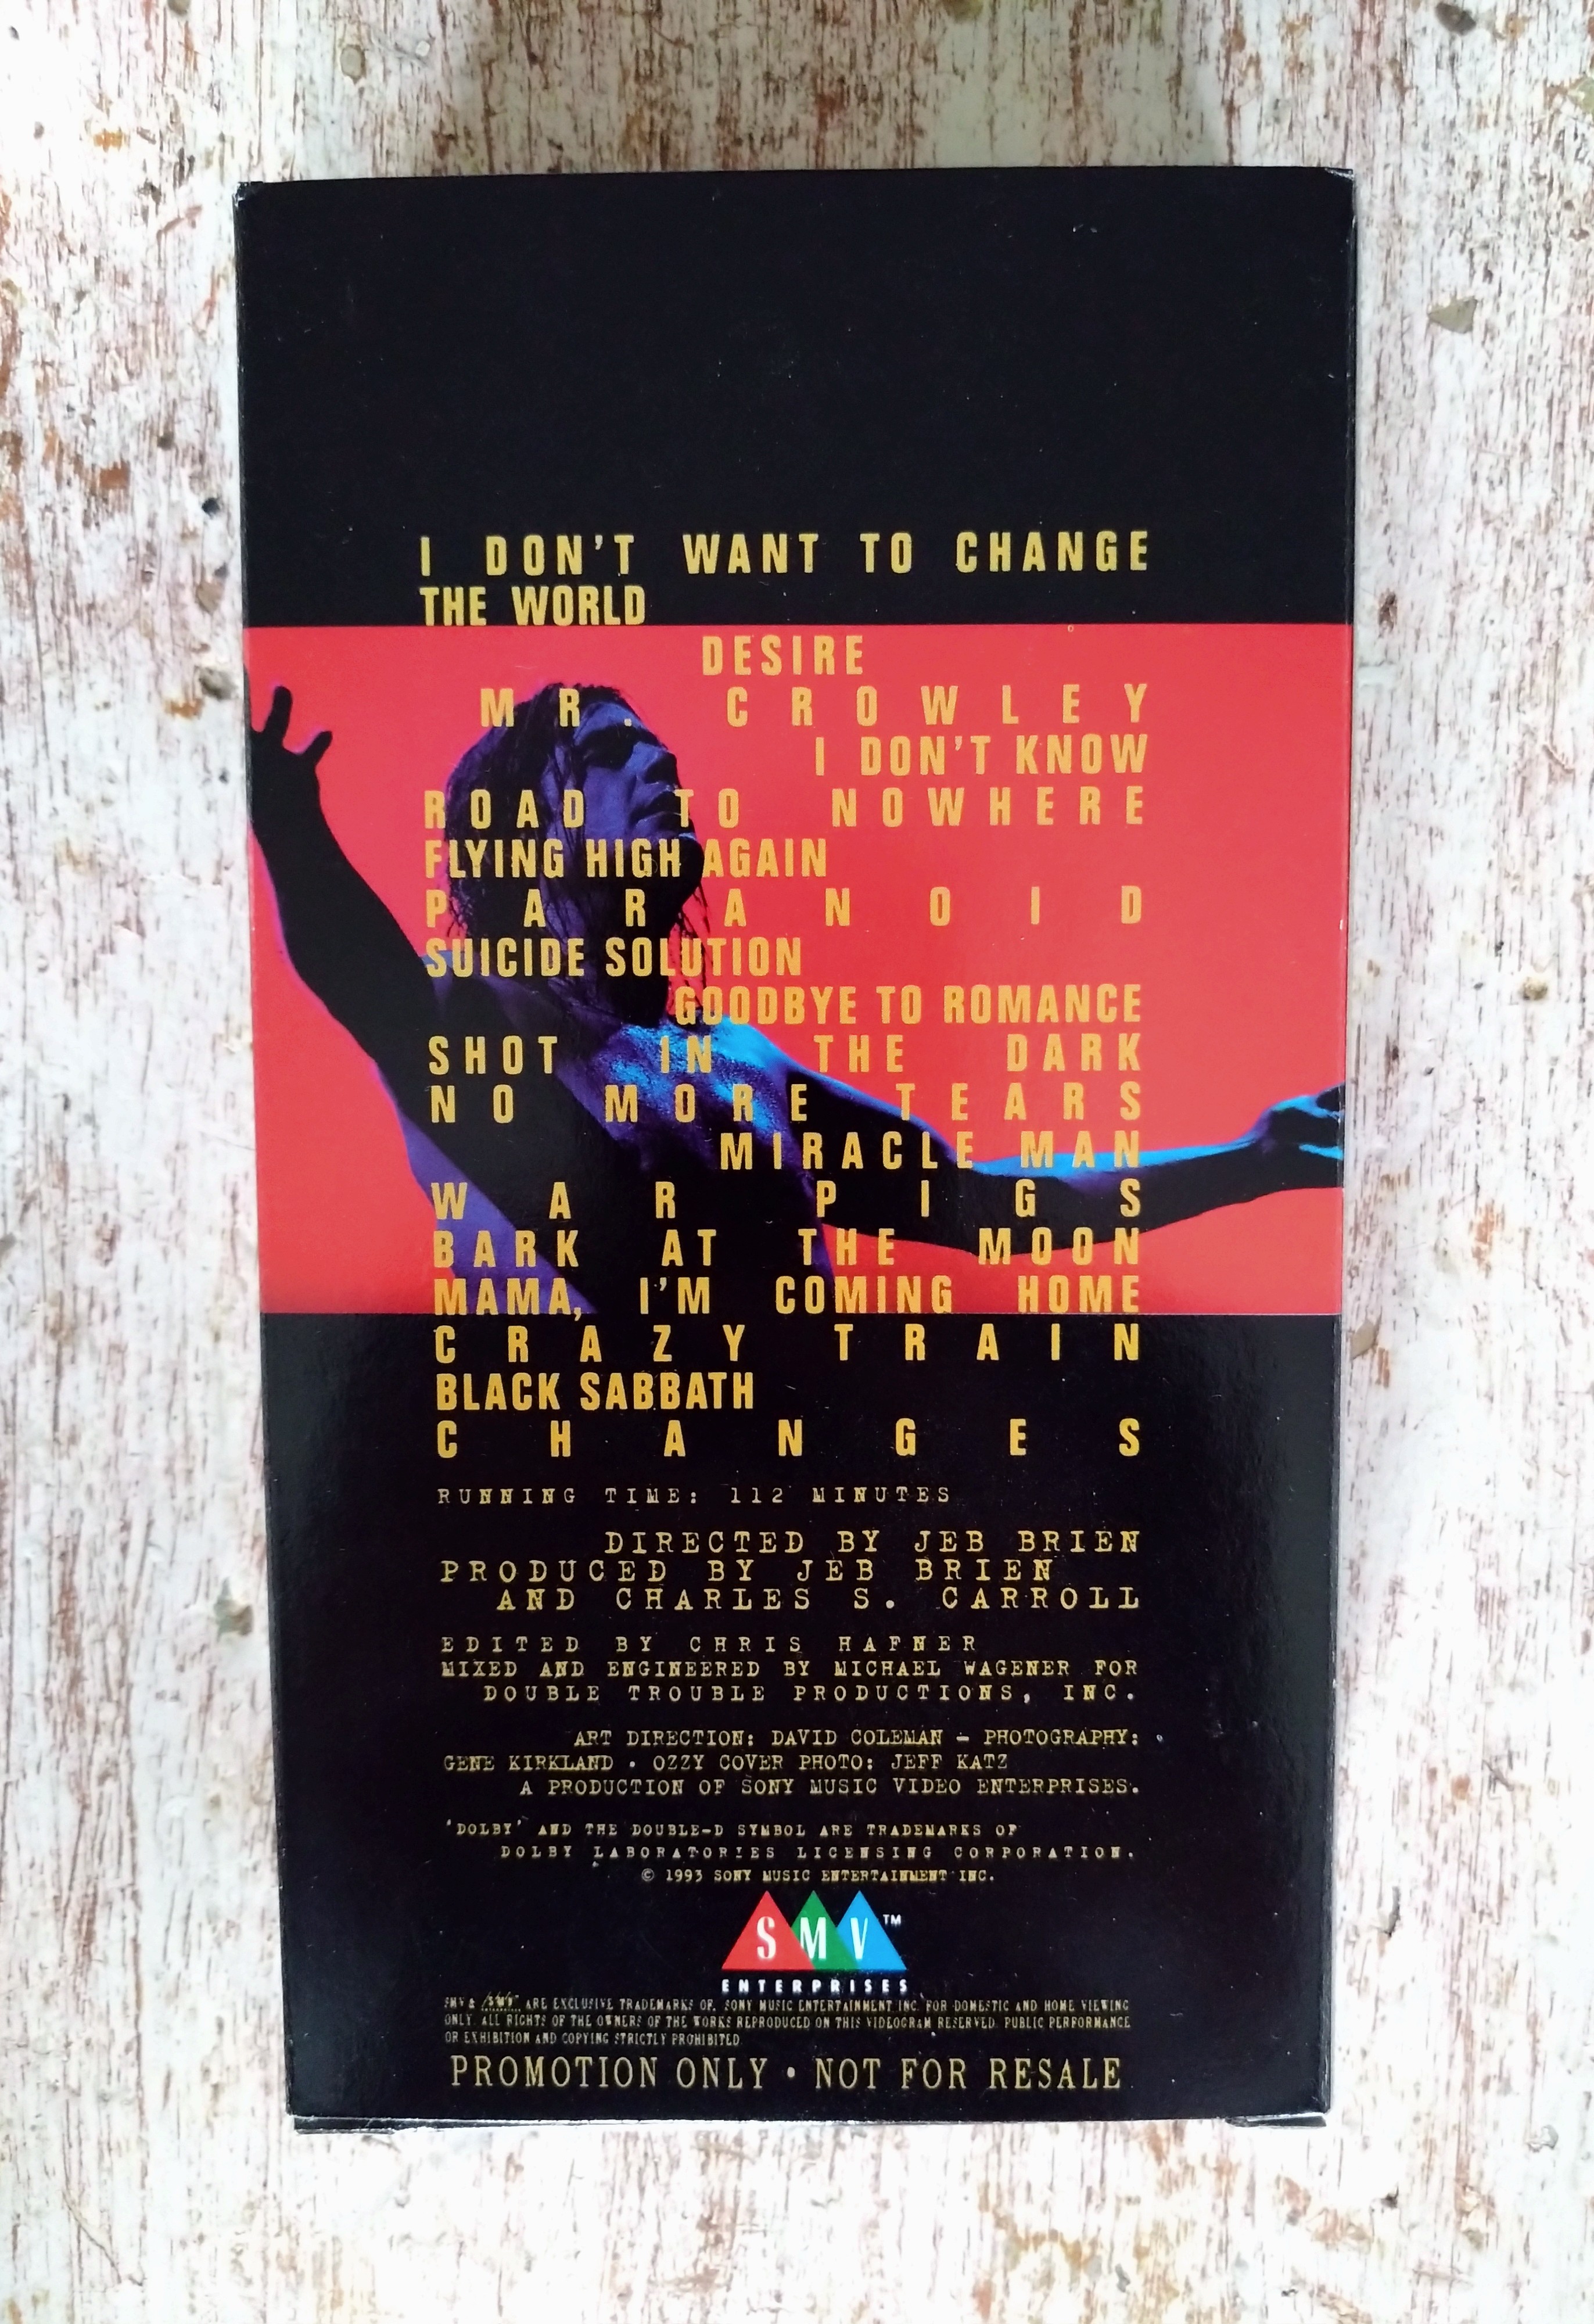 I DON'T WANT TO CHANGE
THE WORLD
DESIRE
MR. CROWLEY
I DON'T KNOW
ROAD TO NOWHERE
FLYING HIGH AGAIN
PARANOID
SUICIDE SOLUTION
GOODBYE TO ROMANCE
SHOT IN THE DARK
NO MORE TEARS
MIRACLE MAN
WAR PIGS
BARK AT THE MOON
MAMA, I'M COMING HOME
CRAZY TRAIN
BLACK SABBATH
CHANGES
RUNNING TIME: 112 MINUTES
DIRECTED BY JEB BRIEN
PRODUCED BY JEB BRIEN
AND CHARLES S. CARROLL
EDITED BY CHRIS HAFNER
MIXED AND ENGINEERED BY MICHAEL WAGENER FOR
DOUBLE TROUBLE PRODUCTIONS, INC.
ART DIRECTION: DAVID COLEMAN – PHOTOGRAPHY:
GENE KIRKLAND • OZZY COVER PHOTO: JEFF KATZ
A PRODUCTION OF SONY MUSIC VIDEO ENTERPRISES.
'DOLBY' AND THE DOUBLE-D SYMBOL ARE TRADEMARKS OF
DOLBY LABORATORIES LICENSING CORPORATION.
© 1993 SONY MUSIC ENTERTAINMENT INC.
SMV™
ENTERPRISES
SMV & SMV ARE EXCLUSIVE TRADEMARKS OF SONY MUSIC ENTERTAINMENT INC. FOR DOMESTIC AND HOME VIEWING
ONLY. ALL RIGHTS OF THE OWNERS OF THE WORKS REPRODUCED ON THIS VIDEOGRAM RESERVED. PUBLIC PERFORMANCE
OR EXHIBITION AND COPYING STRICTLY PROHIBITED.
PROMOTION ONLY • NOT FOR RESALE